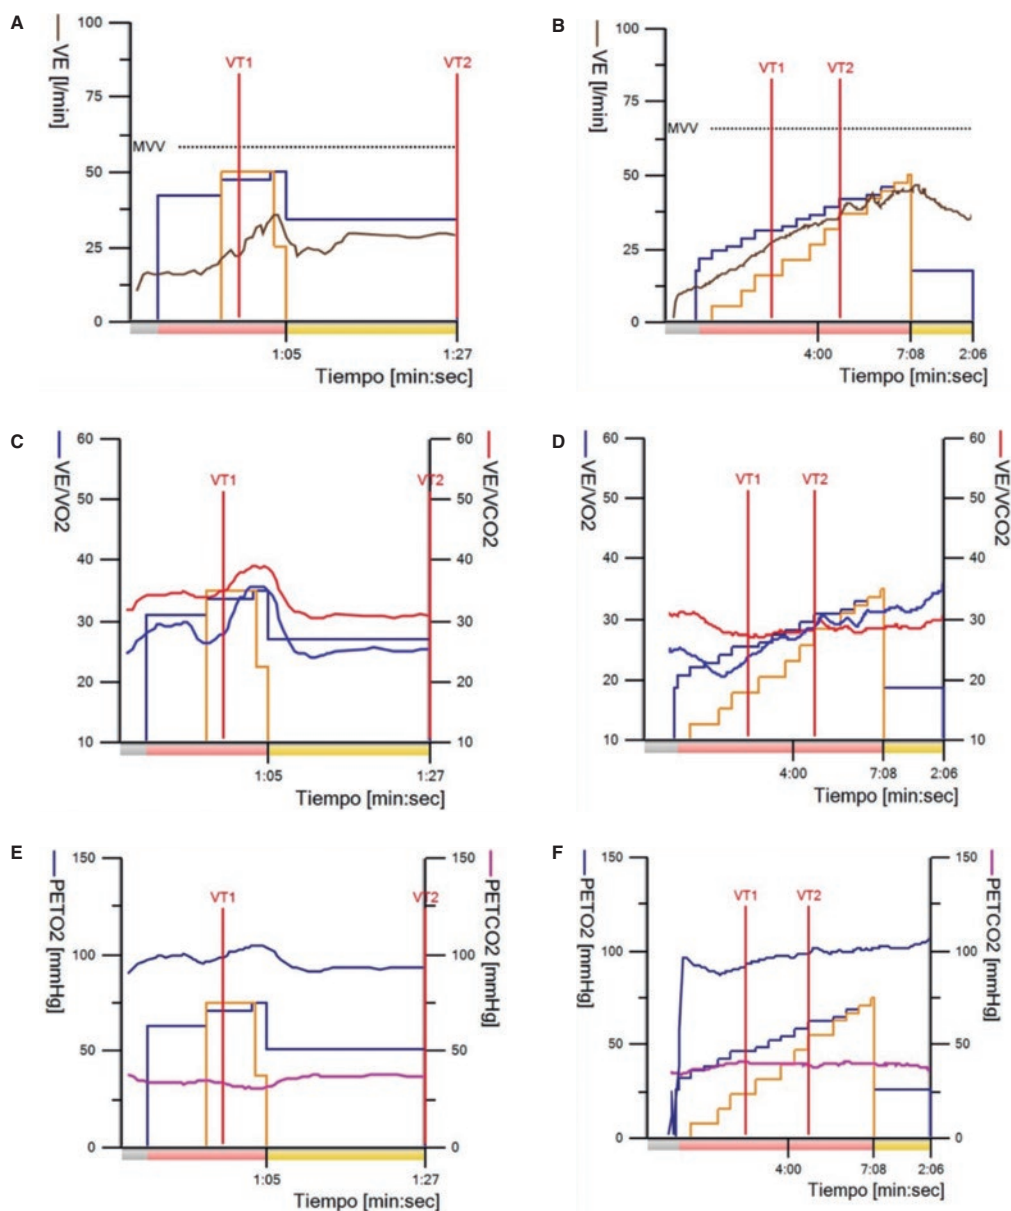 A
VE [l/min]
100
75
50
25
0
MVV
VT1
VT2
1:05
1:27
Tiempo [min:sec]
B
VE [l/min]
100
75
50
25
0
MVV
VT1
VT2
4:00
7:08
2:06
Tiempo [min:sec]
C
VE/VO2
60
50
40
30
20
10
VT1
VT2
60
50
40
30
20
10
VE/VCO2
1:05
1:27
Tiempo [min:sec]
D
VE/VO2
60
50
40
30
20
10
VT1
VT2
60
50
40
30
20
10
VE/VCO2
4:00
7:08
2:06
Tiempo [min:sec]
E
PETO2 [mmHg]
150
100
50
0
VT1
VT2
150
100
50
0
PETCO2 [mmHg]
1:05
1:27
Tiempo [min:sec]
F
PETO2 [mmHg]
150
100
50
0
VT1
VT2
150
100
50
0
PETCO2 [mmHg]
4:00
7:08
2:06
Tiempo [min:sec]